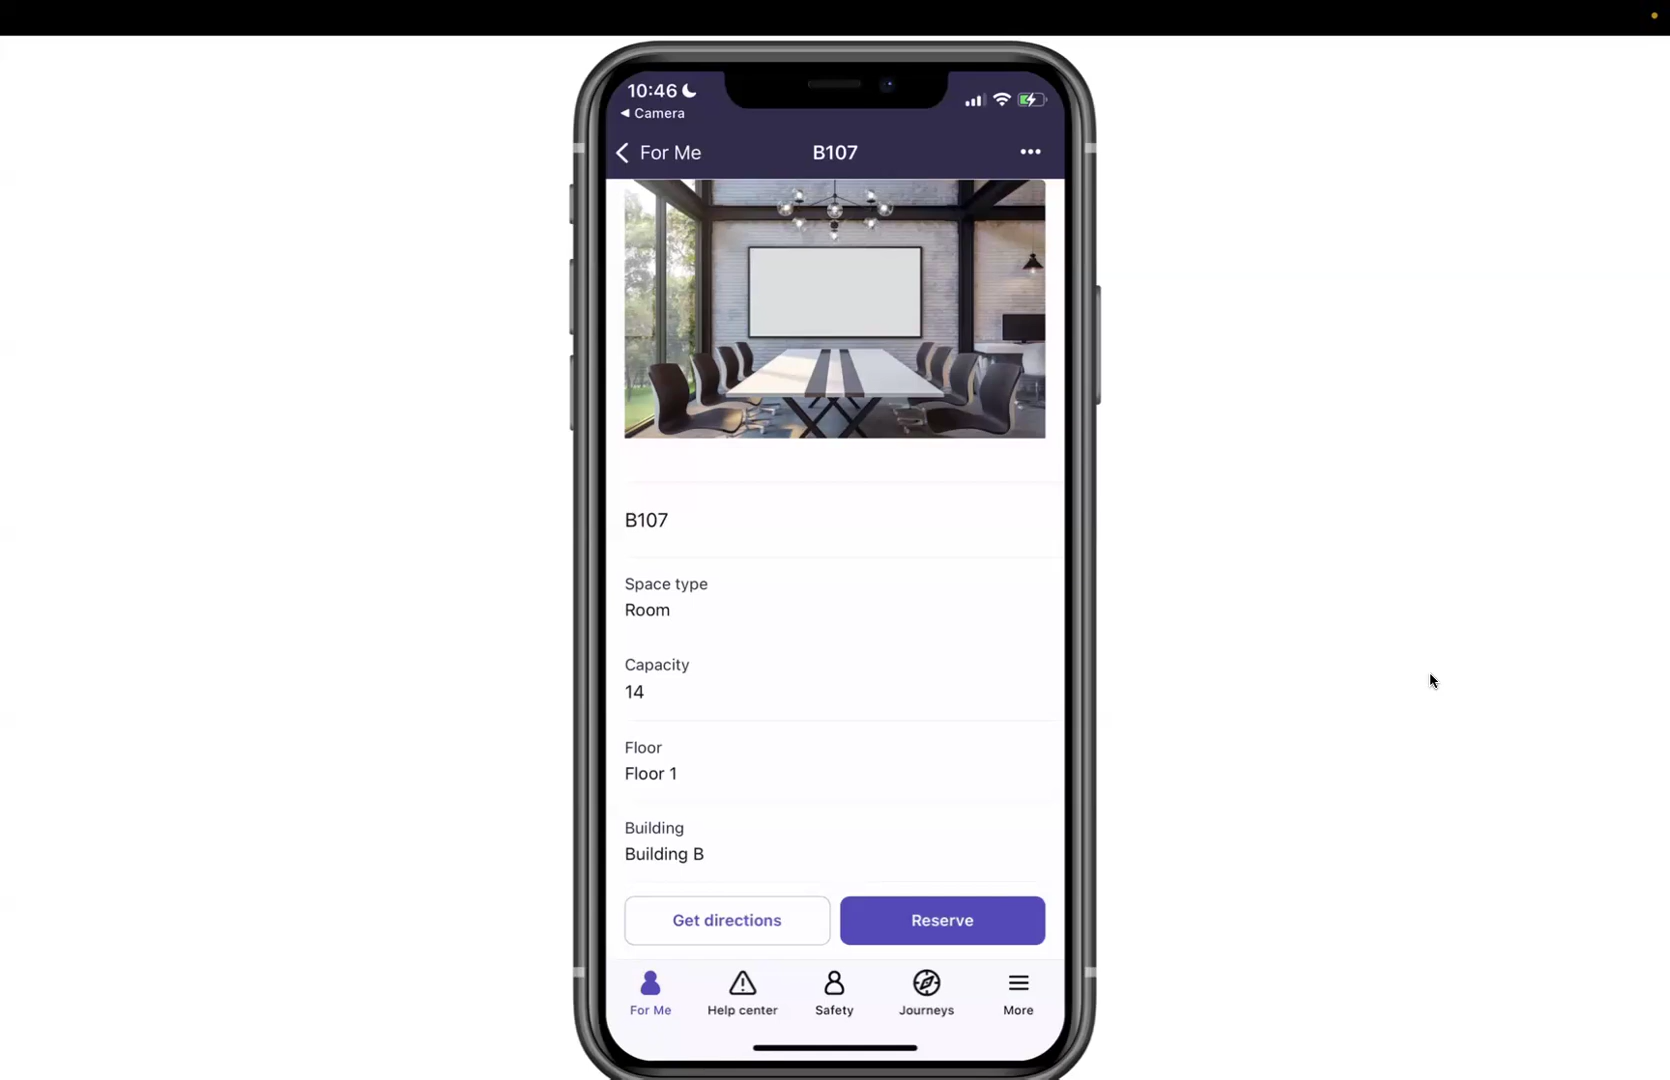 10:46
Camera
For Me
B107
B107
Space type
Room
Capacity
14
Floor
Floor 1
Building
Building B
Get directions
Reserve
For Me
Help center
Safety
Journeys
More